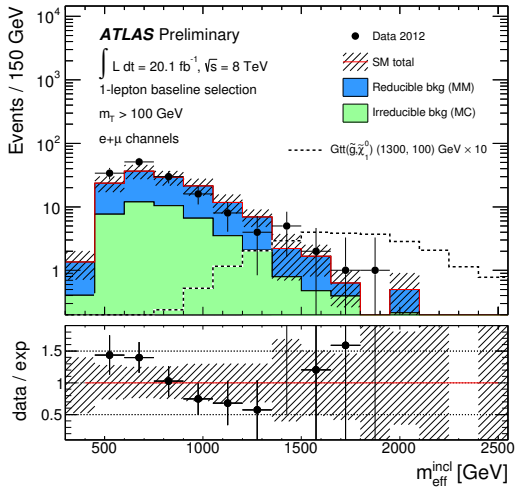 ATLAS Preliminary
∫ L dt = 20.1 fb⁻¹, √s = 8 TeV
1-lepton baseline selection
m_T > 100 GeV
e+μ channels
Data 2012
SM total
Reducible bkg (MM)
Irreducible bkg (MC)
Gtt(g̃,χ̃₁⁰) (1300, 100) GeV × 10
Events / 150 GeV
10⁴
10³
10²
10
1
data / exp
1.5
1
0.5
500 1000 1500 2000 2500
m_eff^incl [GeV]